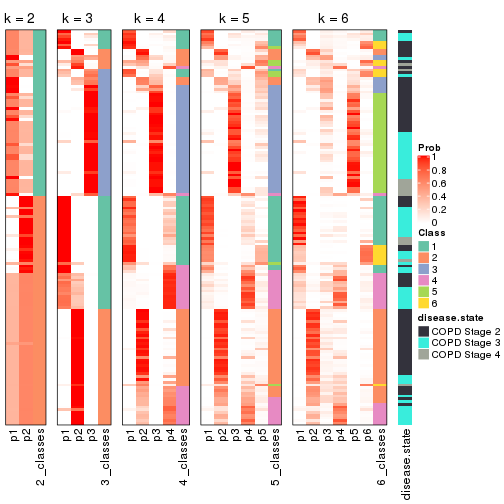 k = 2
k = 3
k = 4
k = 5
k = 6
Prob
1
0.8
0.6
0.4
0.2
0
Class
1
2
3
4
5
6
disease.state
COPD Stage 2
COPD Stage 3
COPD Stage 4
p1
p2
2_classes
p1
p2
p3
3_classes
p1
p2
p3
p4
4_classes
p1
p2
p3
p4
p5
5_classes
p1
p2
p3
p4
p5
p6
6_classes
disease.state